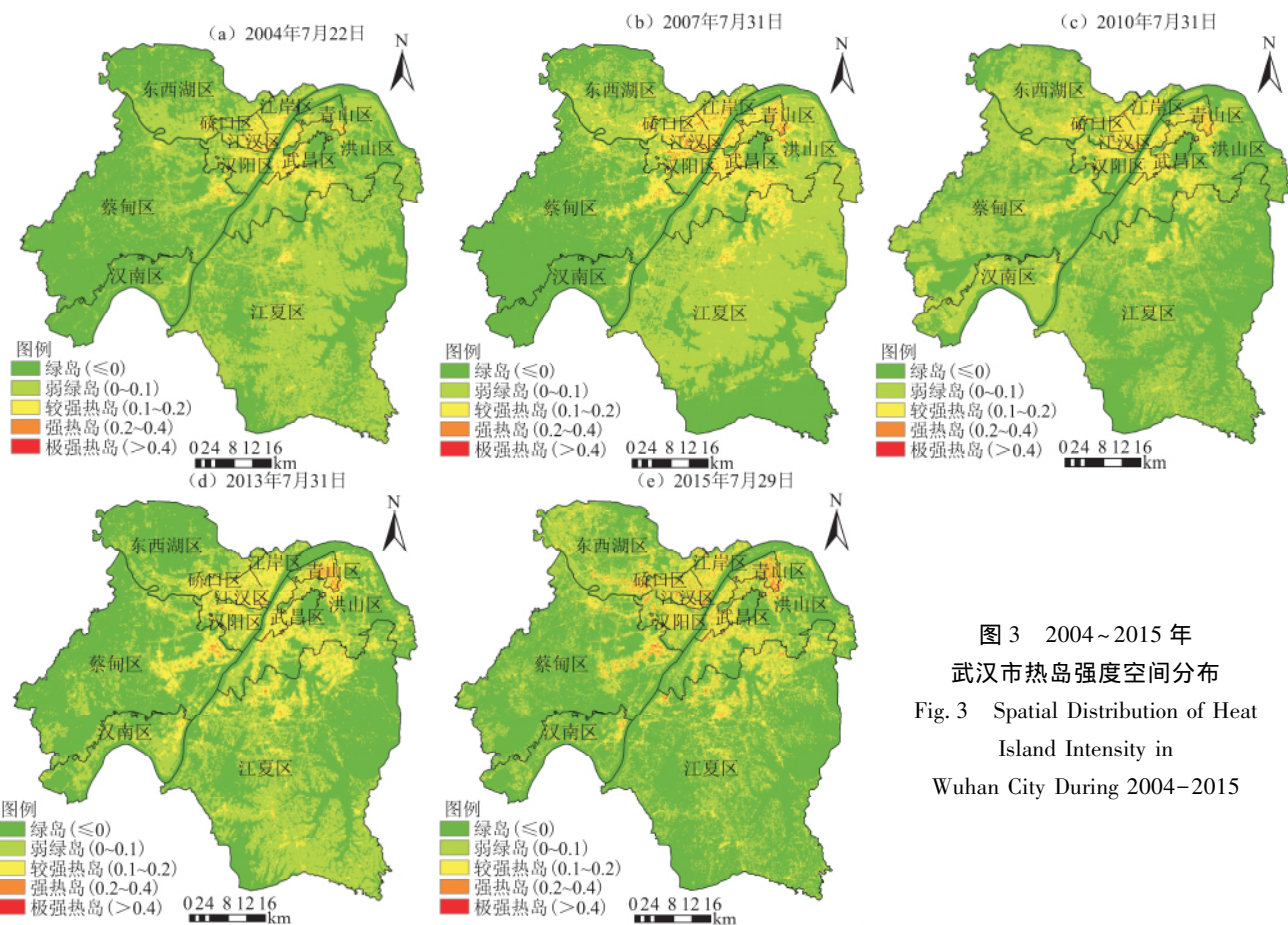 (a) 2004年7月22日
N
东西湖区
江岸区
青山区
硚口区
江汉区
洪山区
汉阳区
武昌区
蔡甸区
汉南区
江夏区
图例
绿岛(≤0)
弱绿岛(0~0.1)
较强热岛(0.1~0.2)
强热岛(0.2~0.4)
极强热岛(>0.4)
0 2 4 8 12 16
km
(b) 2007年7月31日
N
东西湖区
江岸区
青山区
硚口区
江汉区
洪山区
汉阳区
武昌区
蔡甸区
汉南区
江夏区
图例
绿岛(≤0)
弱绿岛(0~0.1)
较强热岛(0.1~0.2)
强热岛(0.2~0.4)
极强热岛(>0.4)
0 2 4 8 12 16
km
(c) 2010年7月31日
N
东西湖区
江岸区
青山区
硚口区
江汉区
洪山区
汉阳区
武昌区
蔡甸区
汉南区
江夏区
图例
绿岛(≤0)
弱绿岛(0~0.1)
较强热岛(0.1~0.2)
强热岛(0.2~0.4)
极强热岛(>0.4)
0 2 4 8 12 16
km
(d) 2013年7月31日
N
东西湖区
江岸区
青山区
硚口区
江汉区
洪山区
汉阳区
武昌区
蔡甸区
汉南区
江夏区
图例
绿岛(≤0)
弱绿岛(0~0.1)
较强热岛(0.1~0.2)
强热岛(0.2~0.4)
极强热岛(>0.4)
0 2 4 8 12 16
km
(e) 2015年7月29日
N
东西湖区
江岸区
青山区
硚口区
江汉区
洪山区
汉阳区
武昌区
蔡甸区
汉南区
江夏区
图例
绿岛(≤0)
弱绿岛(0~0.1)
较强热岛(0.1~0.2)
强热岛(0.2~0.4)
极强热岛(>0.4)
0 2 4 8 12 16
km
图 3 2004~2015 年
武汉市热岛强度空间分布
Fig. 3 Spatial Distribution of Heat
Island Intensity in
Wuhan City During 2004-2015